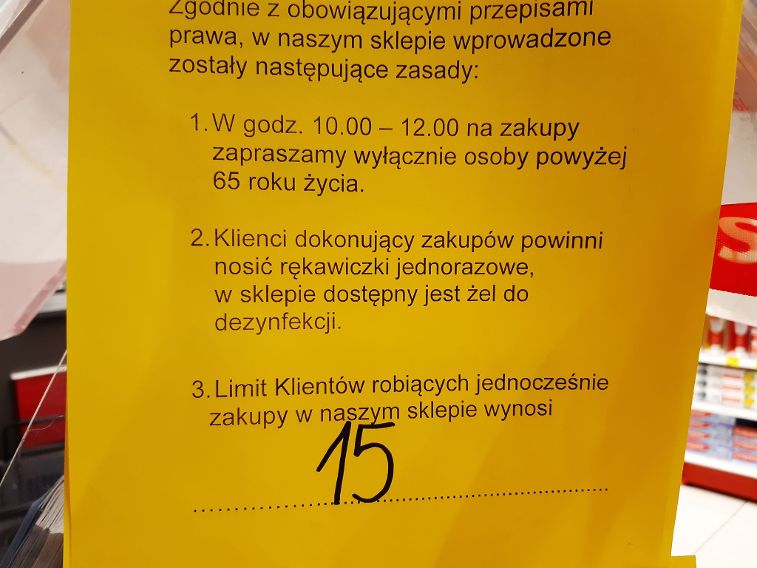 Zgodnie z obowiązującymi przepisami
prawa, w naszym sklepie wprowadzone
zostały następujące zasady:
1. W godz. 10.00 – 12.00 na zakupy
zapraszamy wyłącznie osoby powyżej
65 roku życia.
2. Klienci dokonujący zakupów powinni
nosić rękawiczki jednorazowe,
w sklepie dostępny jest żel do
dezynfekcji.
3. Limit Klientów robiących jednocześnie
zakupy w naszym sklepie wynosi
15